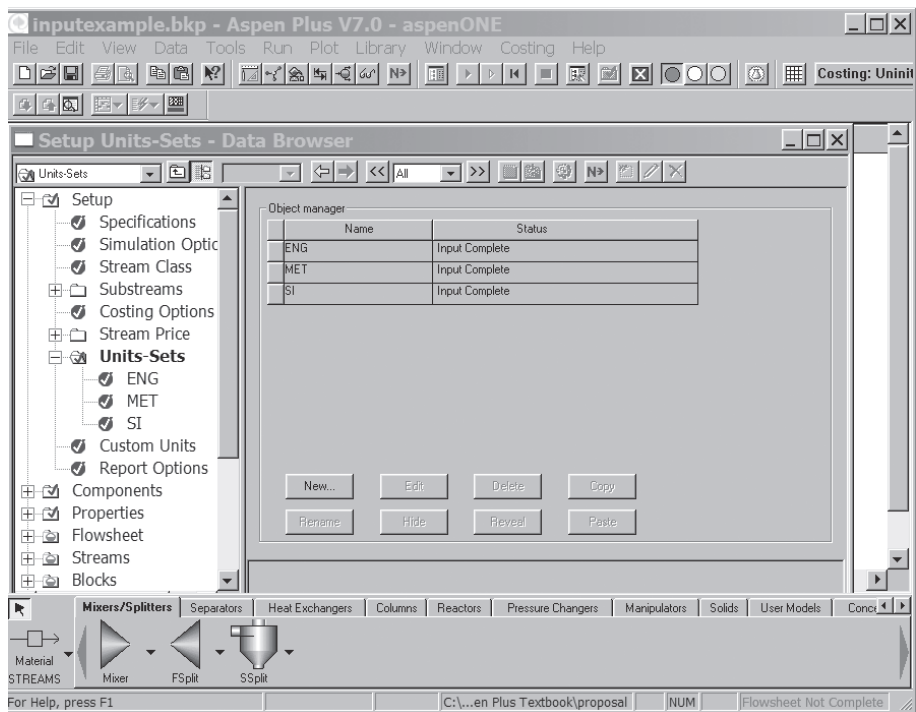 inputexample.bkp - Aspen Plus V7.0 - aspenONE
File Edit View Data Tools Run Plot Library Window Costing Help
N> Costing: Uninit
Setup Units-Sets - Data Browser
Units-Sets << All >> N>
Setup
Specifications
Simulation Optic
Stream Class
Substreams
Costing Options
Stream Price
Units-Sets
ENG
MET
SI
Custom Units
Report Options
Components
Properties
Flowsheet
Streams
Blocks
Object manager
Name Status
ENG Input Complete
MET Input Complete
SI Input Complete
New... Edit Delete Copy
Rename Hide Reveal Paste
Mixers/Splitters Separators Heat Exchangers Columns Reactors Pressure Changers Manipulators Solids User Models Conc
Material
STREAMS Mixer FSplit SSplit
For Help, press F1 C:\...en Plus Textbook\proposal NUM Flowsheet Not Complete